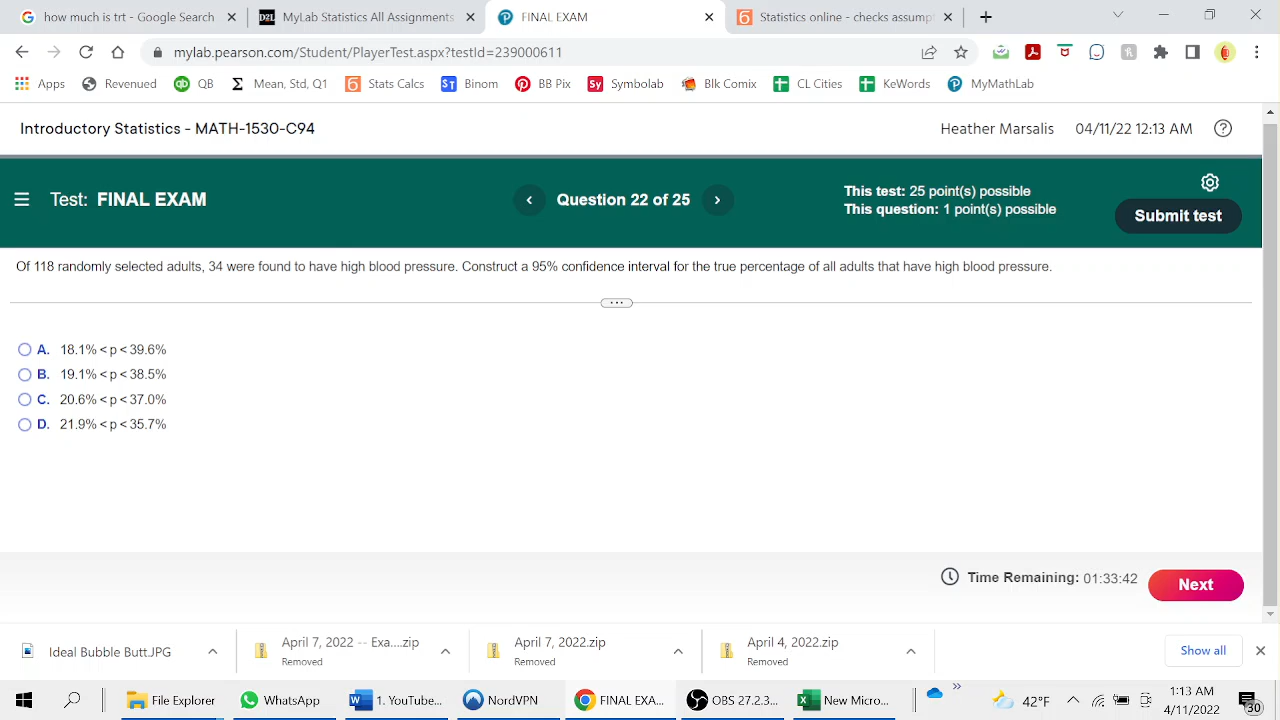 how much is trt - Google Search
D2L MyLab Statistics All Assignments
FINAL EXAM
6 Statistics online - checks assump
mylab.pearson.com/Student/PlayerTest.aspx?testId=239000611
Apps Revenued QB Mean, Std, Q1 Stats Calcs Binom BB Pix Symbolab Blk Comix CL Cities KeWords MyMathLab
Introductory Statistics - MATH-1530-C94
Heather Marsalis 04/11/22 12:13 AM
Test: FINAL EXAM
Question 22 of 25
This test: 25 point(s) possible
This question: 1 point(s) possible
Submit test
Of 118 randomly selected adults, 34 were found to have high blood pressure. Construct a 95% confidence interval for the true percentage of all adults that have high blood pressure.
A. 18.1% < p < 39.6%
B. 19.1% < p < 38.5%
C. 20.6% < p < 37.0%
D. 21.9% < p < 35.7%
Time Remaining: 01:33:42
Next
Ideal Bubble Butt.JPG
April 7, 2022 -- Exa....zip
Removed
April 7, 2022.zip
Removed
April 4, 2022.zip
Removed
Show all
File Explorer WhatsApp 1. YouTube... NordVPN FINAL EXA... OBS 27.2.3... New Micro... 42°F
1:13 AM
4/11/2022
30